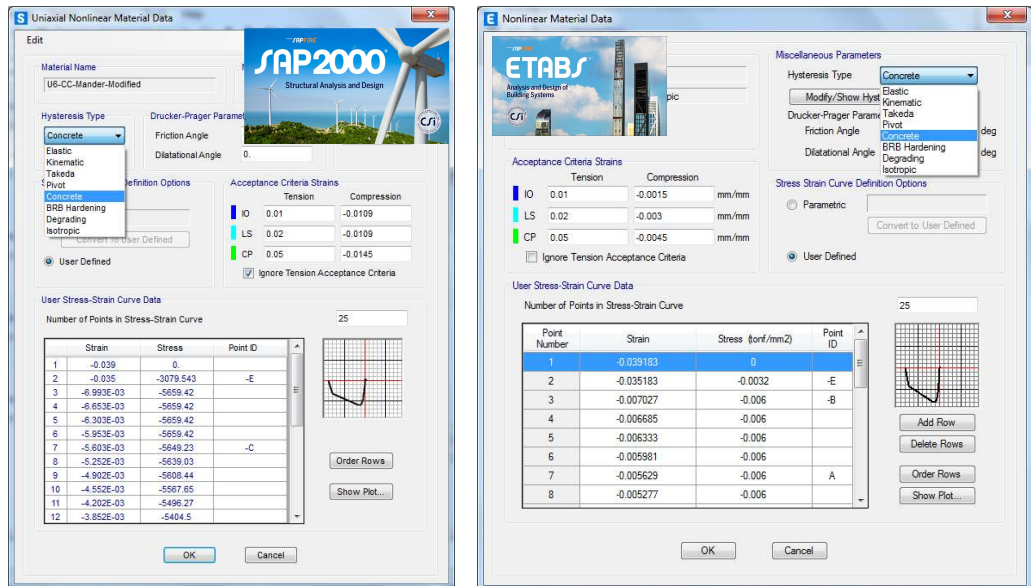 Uniaxial Nonlinear Material Data
Edit
Material Name
U6-CC-Mander-Modified
SAPFIRE
SAP2000
Structural Analysis and Design
CSi
Hysteresis Type
Concrete
Elastic
Kinematic
Takeda
Pivot
Concrete
BRB Hardening
Degrading
Isotropic
Drucker-Prager Paramet
Friction Angle
Dilatational Angle 0.
Definition Options
Convert to User Defined
User Defined
Acceptance Criteria Strains
Tension Compression
IO 0.01 -0.0109
LS 0.02 -0.0109
CP 0.05 -0.0145
Ignore Tension Acceptance Criteria
User Stress-Strain Curve Data
Number of Points in Stress-Strain Curve 25
Strain Stress Point ID
1 -0.039 0.
2 -0.035 -3079.543 -E
3 -6.993E-03 -5659.42
4 -6.653E-03 -5659.42
5 -6.303E-03 -5659.42
6 -5.953E-03 -5659.42
7 -5.603E-03 -5649.23 -C
8 -5.252E-03 -5639.03
9 -4.902E-03 -5608.44
10 -4.552E-03 -5567.65
11 -4.202E-03 -5496.27
12 -3.852E-03 -5404.5
Order Rows
Show Plot...
OK Cancel
Nonlinear Material Data
SAPFIRE
ETABS
Analysis and Design of
Building Systems
CSi
pic
Miscellaneous Parameters
Hysteresis Type Concrete
Modify/Show Hyst
Elastic
Kinematic
Takeda
Pivot
Concrete
BRB Hardening
Degrading
Isotropic
Drucker-Prager Parame
Friction Angle deg
Dilatational Angle deg
Acceptance Criteria Strains
Tension Compression
IO 0.01 -0.0015 mm/mm
LS 0.02 -0.003 mm/mm
CP 0.05 -0.0045 mm/mm
Ignore Tension Acceptance Criteria
Stress Strain Curve Definition Options
Parametric
Convert to User Defined
User Defined
User Stress-Strain Curve Data
Number of Points in Stress-Strain Curve 25
Point Number Strain Stress (tonf/mm2) Point ID
1 -0.039183 0
2 -0.035183 -0.0032 -E
3 -0.007027 -0.006 -B
4 -0.006685 -0.006
5 -0.006333 -0.006
6 -0.005981 -0.006
7 -0.005629 -0.006 A
8 -0.005277 -0.006
Add Row
Delete Rows
Order Rows
Show Plot...
OK Cancel